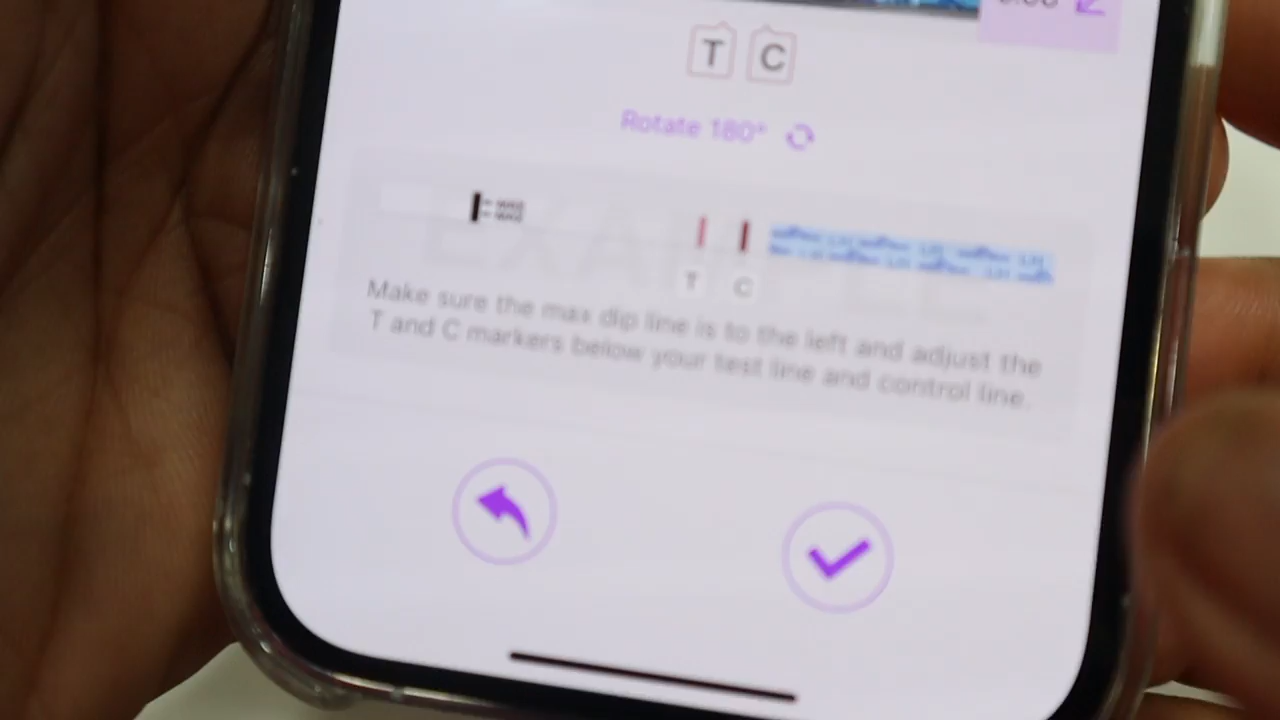 T C
Rotate 180°
T C
Make sure the max dip line is to the left and adjust the
T and C markers below your test line and control line.